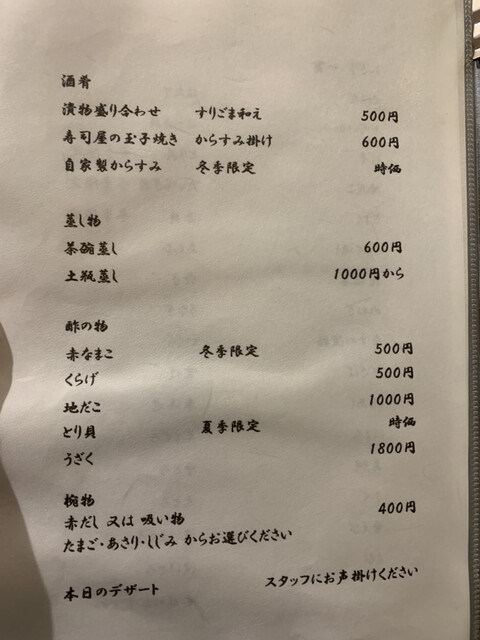 酒肴
漬物盛り合わせ すりごま和え 500円
寿司屋の玉子焼き からすみ掛け 600円
自家製からすみ 冬季限定 時価
蒸し物
茶碗蒸し 600円
土瓶蒸し 1000円から
酢の物
赤なまこ 冬季限定 500円
くらげ 500円
地だこ 1000円
とり貝 夏季限定 時価
うざく 1800円
椀物
赤だし 又は 吸い物 400円
たまご・あさり・しじみ からお選びください
本日のデザート スタッフにお声掛けください